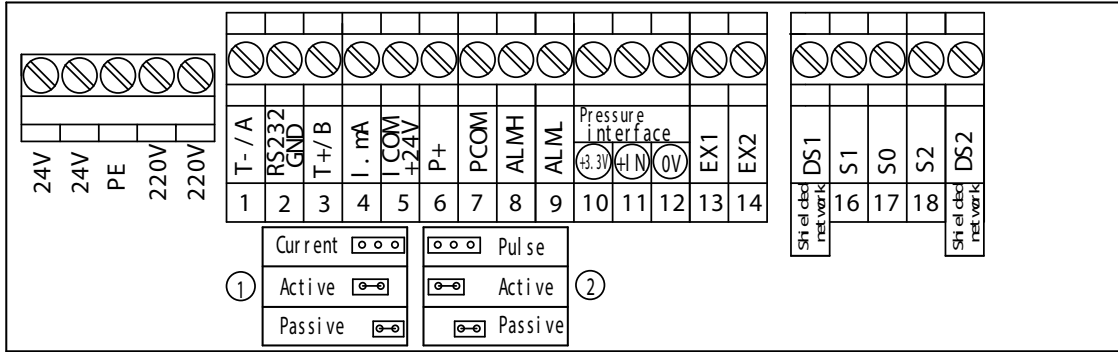 24V
24V
PE
220V
220V
T-/A
RS232
GND
T+/B
I.mA
ICOM
+24V
P+
PCOM
ALMH
ALML
Pressure
interface
+3.3V +IN 0V
EX1
EX2
1 2 3 4 5 6 7 8 9 10 11 12 13 14
DS1
S1
S0
S2
DS2
Shielded
network
16 17 18
Shielded
network
1
Current
Active
Passive
Pulse
Active
Passive
2